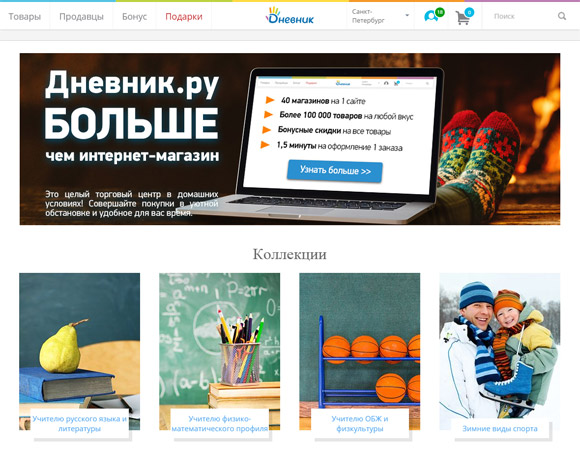 Товары Продавцы Бонус Подарки Дневник Санкт-Петербург 18 0 Поиск
Дневник.ру
БОЛЬШЕ
чем интернет-магазин
Это целый торговый центр в домашних
условиях! Совершайте покупки в уютной
обстановке и удобное для вас время.
40 магазинов на 1 сайте
Более 100 000 товаров на любой вкус
Бонусные скидки на все товары
1,5 минуты на оформление 1 заказа
Узнать больше >>
Коллекции
Учителю русского языка и
литературы
Учителю физико-
математического профиля
Учителю ОБЖ и
физкультуры
Зимние виды спорта